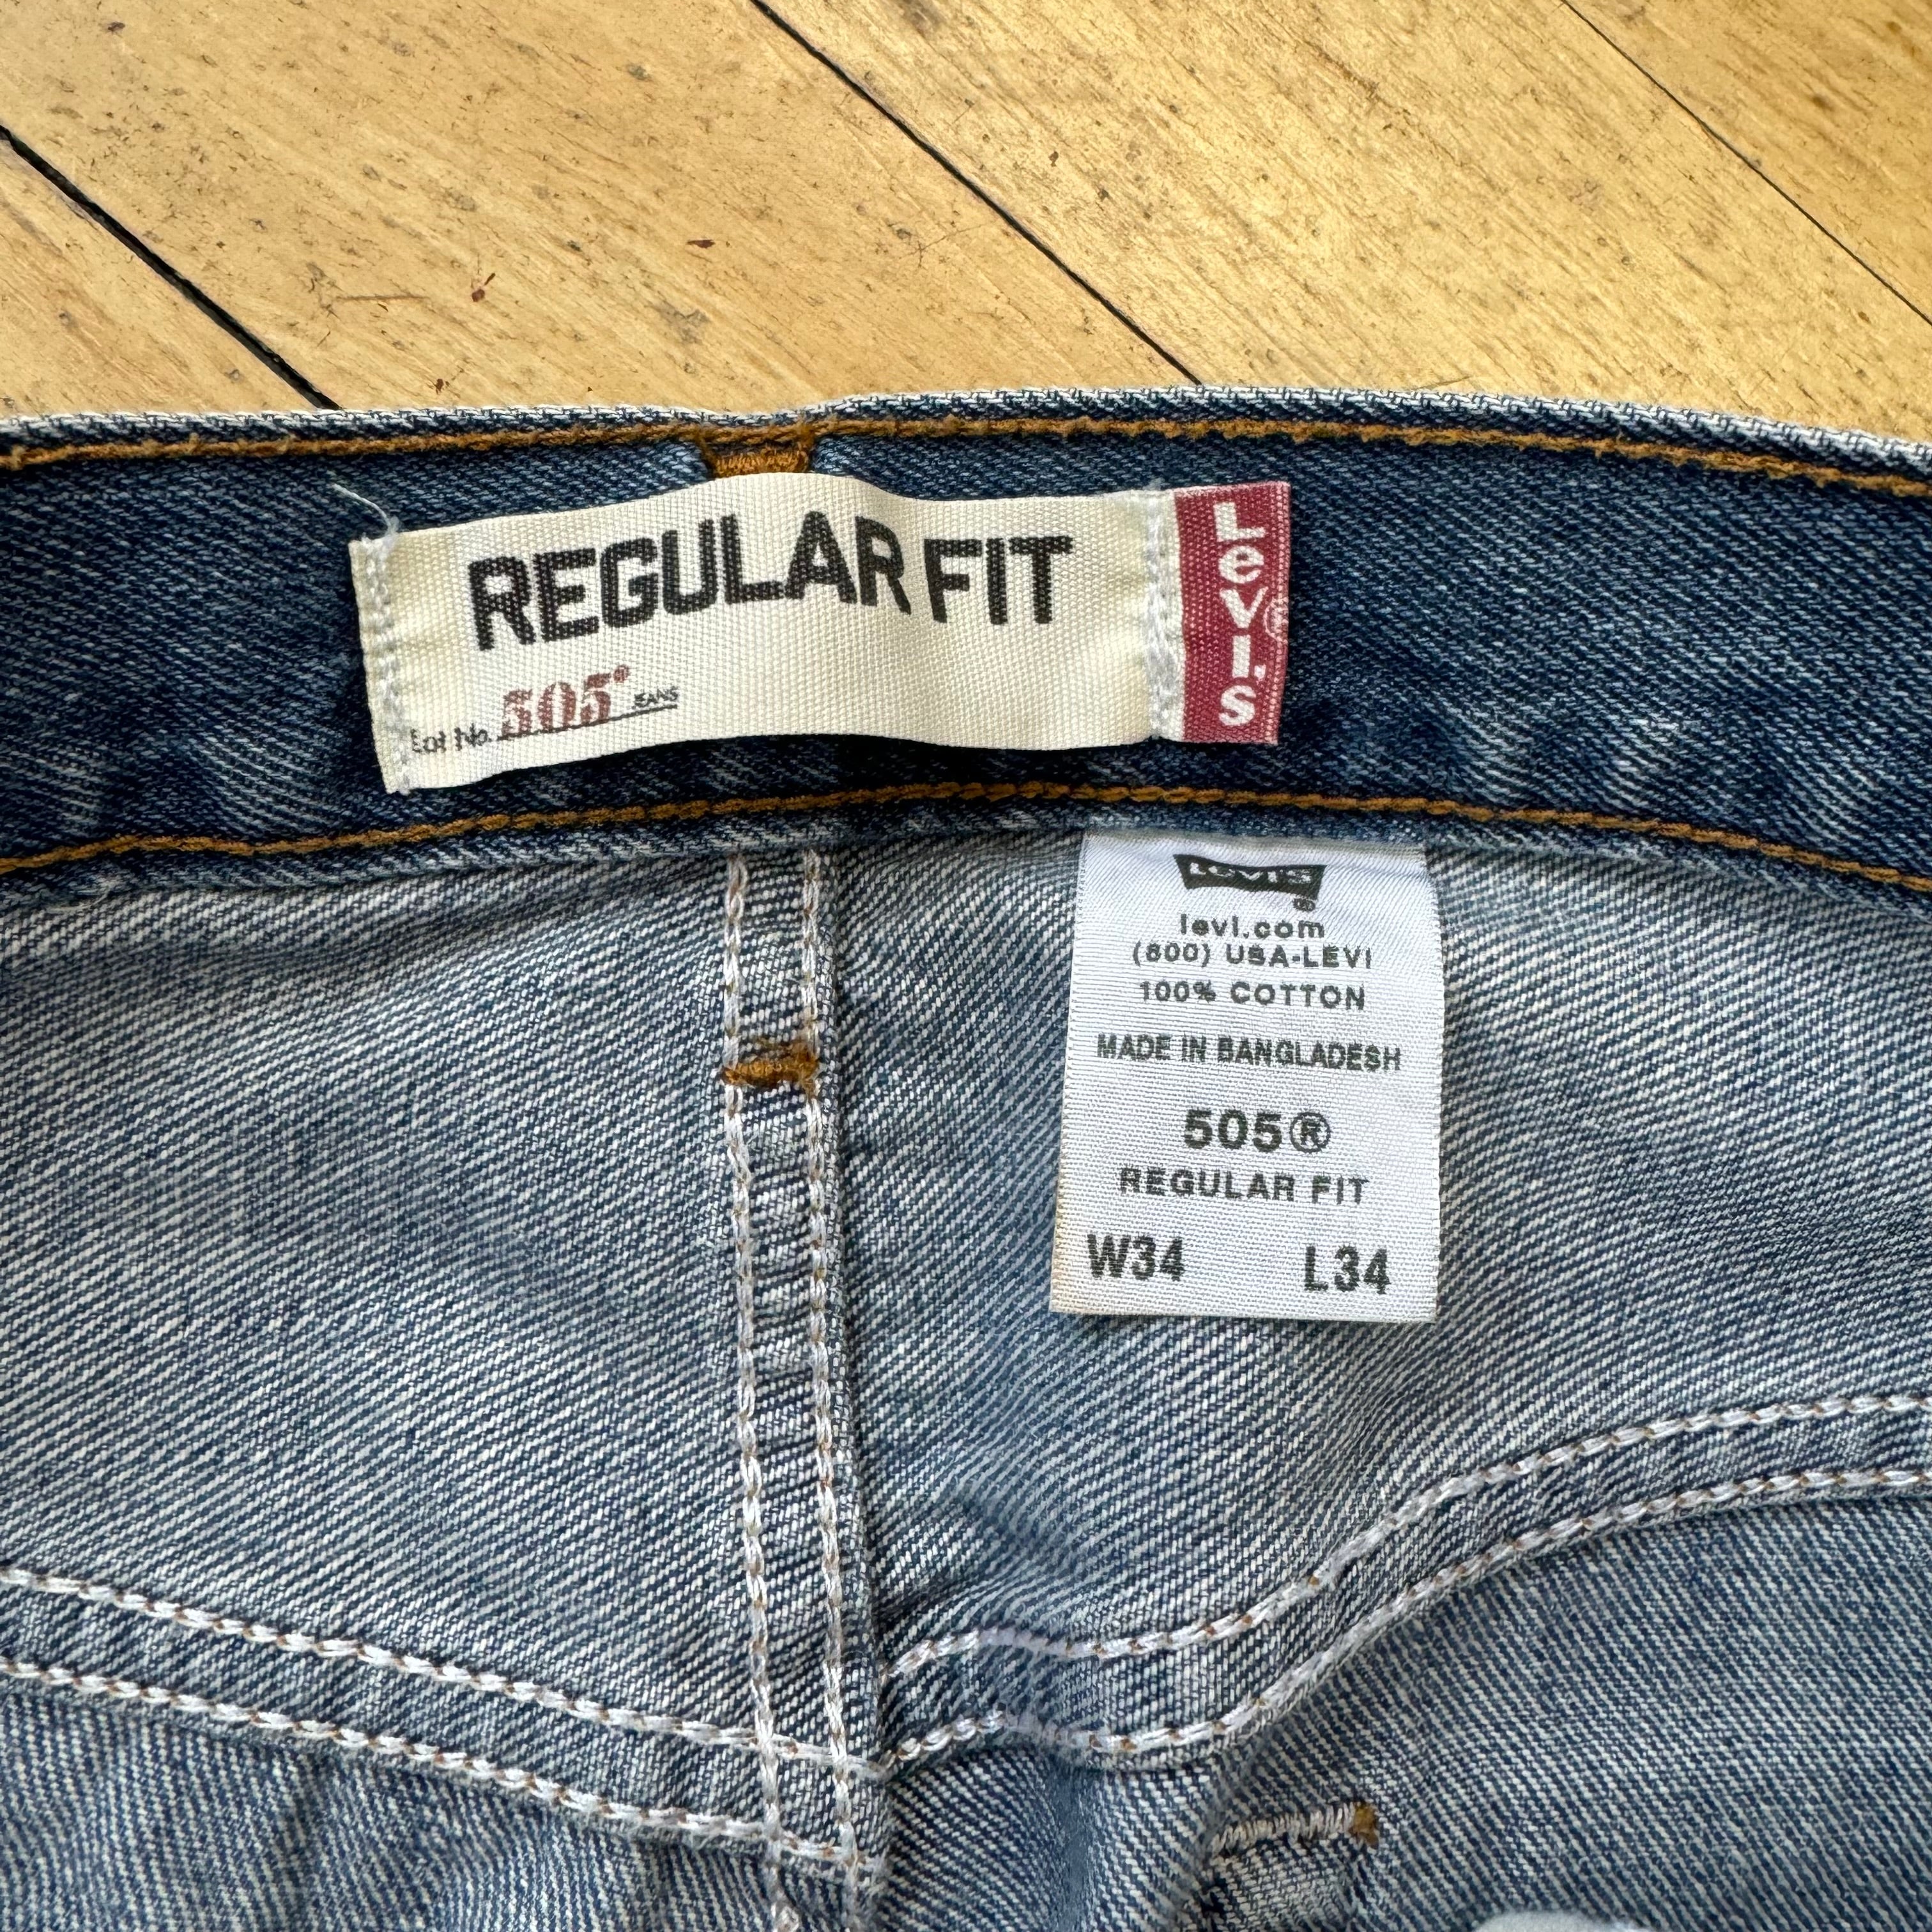 REGULAR FIT
Lot No. 505® JEANS
Levi's®
LEVI'S
®
levi.com
(800) USA-LEVI
100% COTTON
MADE IN BANGLADESH
505®
REGULAR FIT
W34 L34